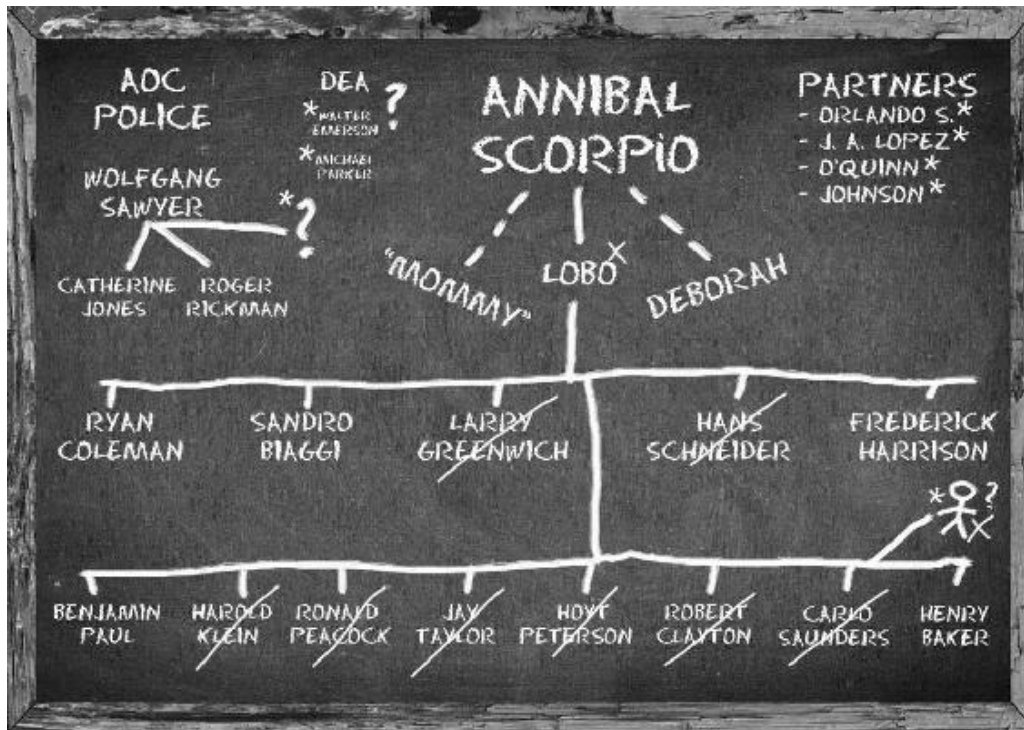 AOC
POLICE
WOLFGANG
SAWYER
*?
CATHERINE
JONES
ROGER
RICKMAN
DEA
*WALTER
EMERSON
?
*MICHAEL
PARKER
ANNIBAL
SCORPIO
PARTNERS
- ORLANDO S.*
- J. A. LOPEZ*
- O'QUINN*
- JOHNSON*
"MOMMY"
LOBO X
DEBORAH
RYAN
COLEMAN
SANDRO
BIAGGI
LARRY
GREENWICH
HANS
SCHNEIDER
FREDERICK
HARRISON
* ?
X
BENJAMIN
PAUL
HAROLD
KLEIN
RONALD
PEACOCK
JAY
TAYLOR
HOYT
PETERSON
ROBERT
CLAYTON
CARLO
SAUNDERS
HENRY
BAKER